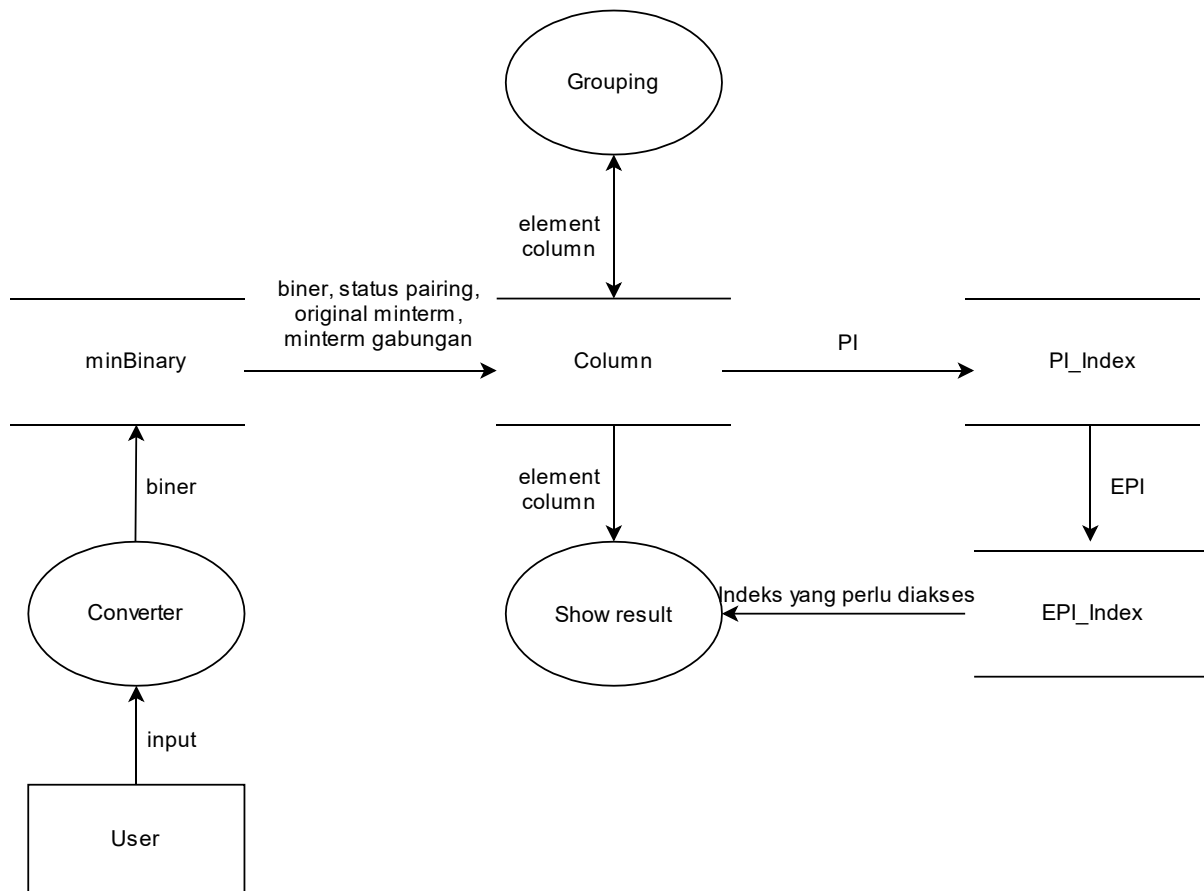 Grouping
element
column
biner, status pairing,
original minterm,
minterm gabungan
minBinary
Column
PI
PI_Index
biner
element
column
EPI
Converter
Show result
Indeks yang perlu diakses
EPI_Index
input
User